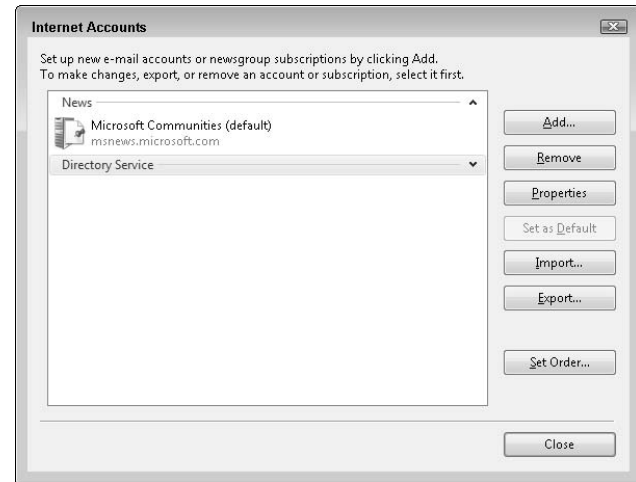 Internet Accounts
Set up new e-mail accounts or newsgroup subscriptions by clicking Add.
To make changes, export, or remove an account or subscription, select it first.
News
Microsoft Communities (default)
msnews.microsoft.com
Directory Service
Add...
Remove
Properties
Set as Default
Import...
Export...
Set Order...
Close